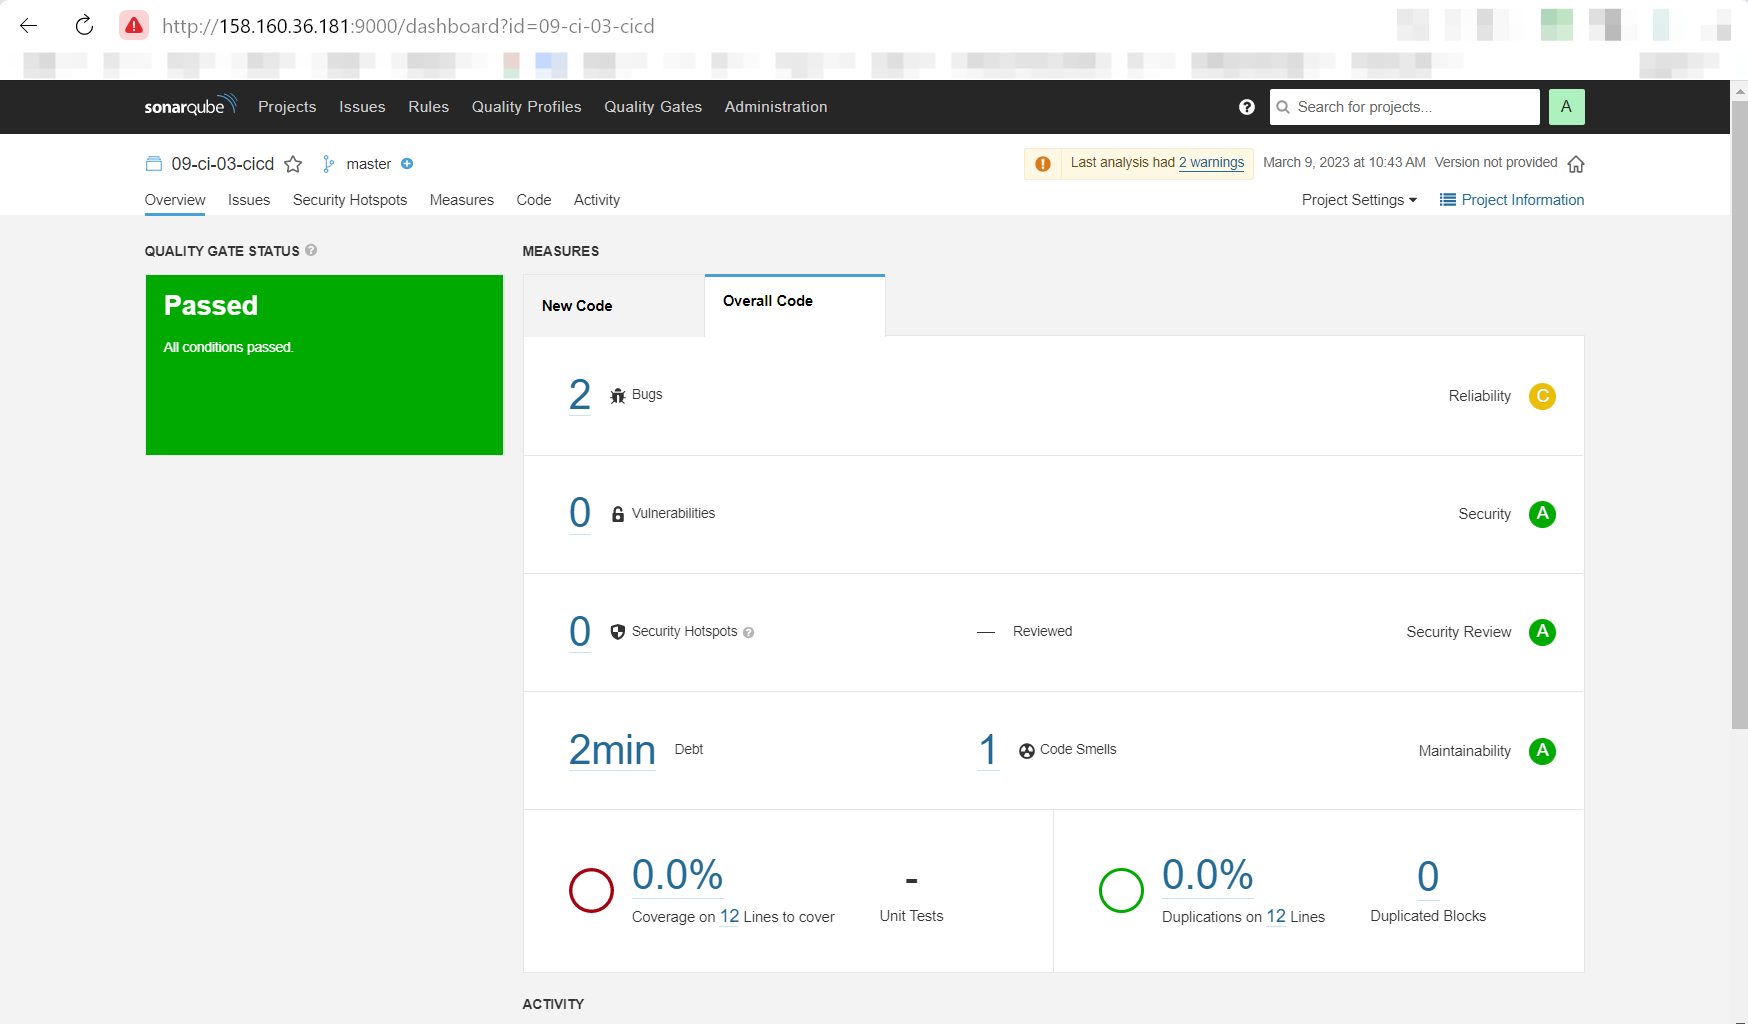 http://158.160.36.181:9000/dashboard?id=09-ci-03-cicd
sonarqube Projects Issues Rules Quality Profiles Quality Gates Administration Search for projects... A
09-ci-03-cicd master Last analysis had 2 warnings March 9, 2023 at 10:43 AM Version not provided
Overview Issues Security Hotspots Measures Code Activity Project Settings Project Information
QUALITY GATE STATUS
MEASURES
Passed
All conditions passed.
New Code
Overall Code
2 Bugs Reliability C
0 Vulnerabilities Security A
0 Security Hotspots — Reviewed Security Review A
2min Debt 1 Code Smells Maintainability A
0.0% -
Coverage on 12 Lines to cover Unit Tests
0.0% 0
Duplications on 12 Lines Duplicated Blocks
ACTIVITY